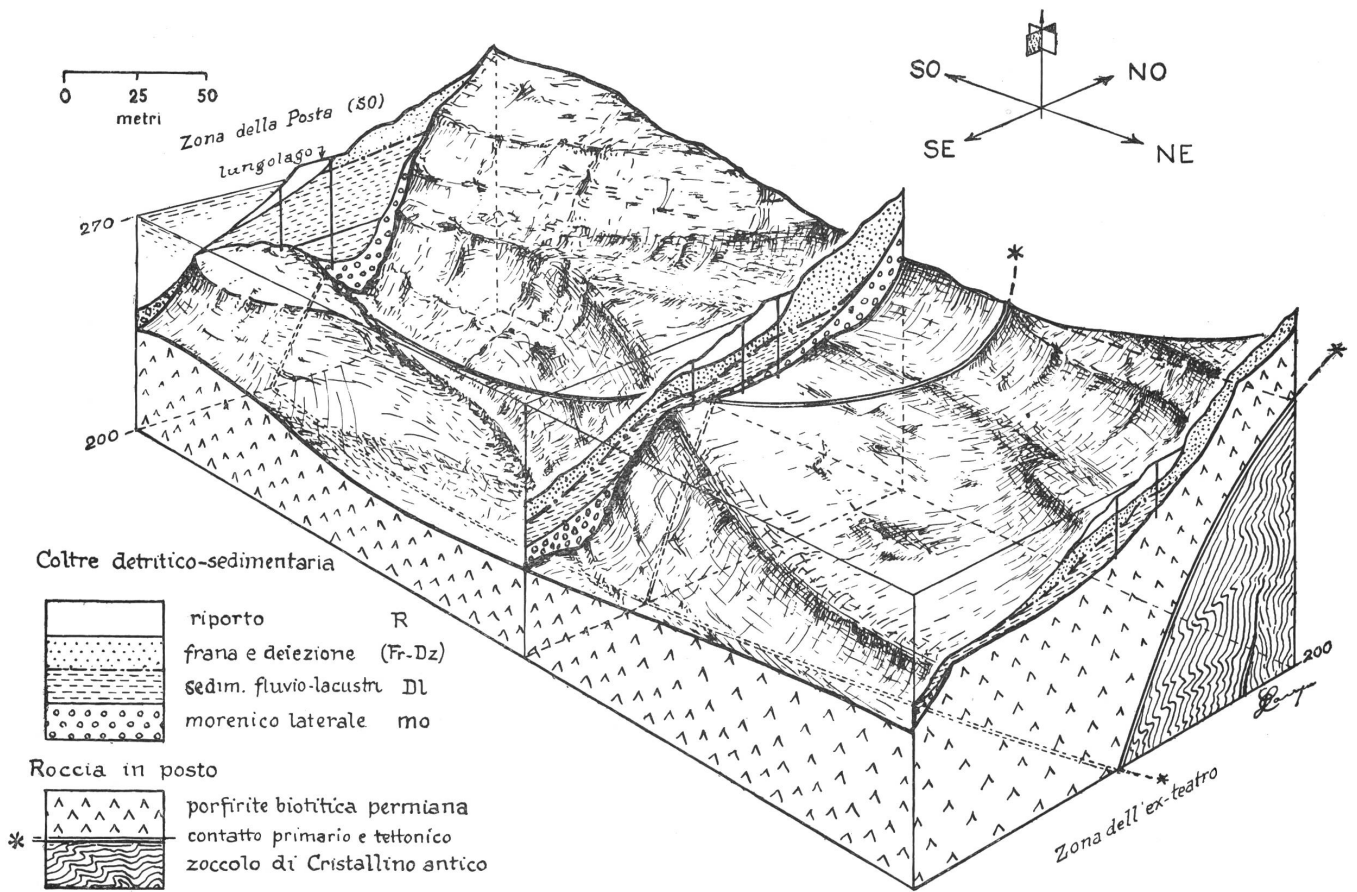 0 25 50
metri
Zona della Posta (SO)
lungolago
SO
NO
SE
NE
270
200
*
*
Coltre detritico-sedimentaria
riporto R
frana e deiezione (Fr-Dz)
sedim. fluvio-lacustri Dl
morenico laterale mo
Roccia in posto
porfirite biotitica permiana
* contatto primario e tettonico
zoccolo di Cristallino antico
200
*
Zona dell'ex-teatro